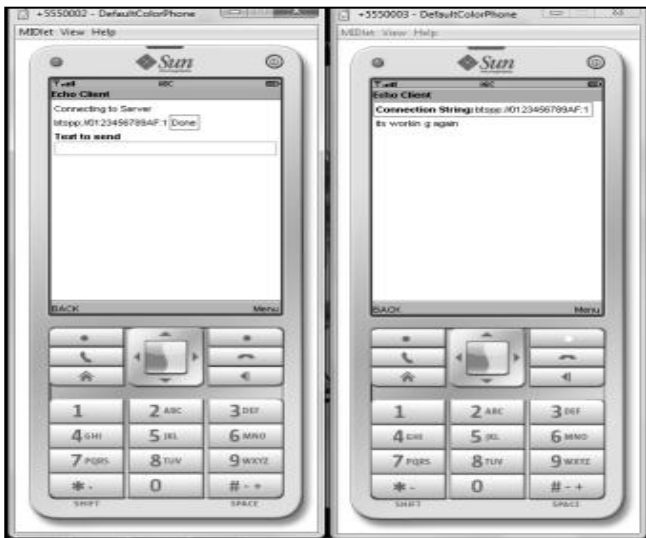 +5550002 - DefaultColorPhone
MIDlet View Help
Sun
ABC
Echo Client
Connecting to Server
btspp://0123456789AF:1 Done
Text to send
BACK Menu
1 2 ABC 3 DEF
4 GHI 5 JKL 6 MNO
7 PQRS 8 TUV 9 WXYZ
* - 0 # - +
SHIFT SPACE
+5550003 - DefaultColorPhone
MIDlet View Help
Sun
ABC
Echo Client
Connection String: btspp://0123456789AF:1
Its workin g again
BACK Menu
1 2 ABC 3 DEF
4 GHI 5 JKL 6 MNO
7 PQRS 8 TUV 9 WXYZ
* - 0 # - +
SHIFT SPACE